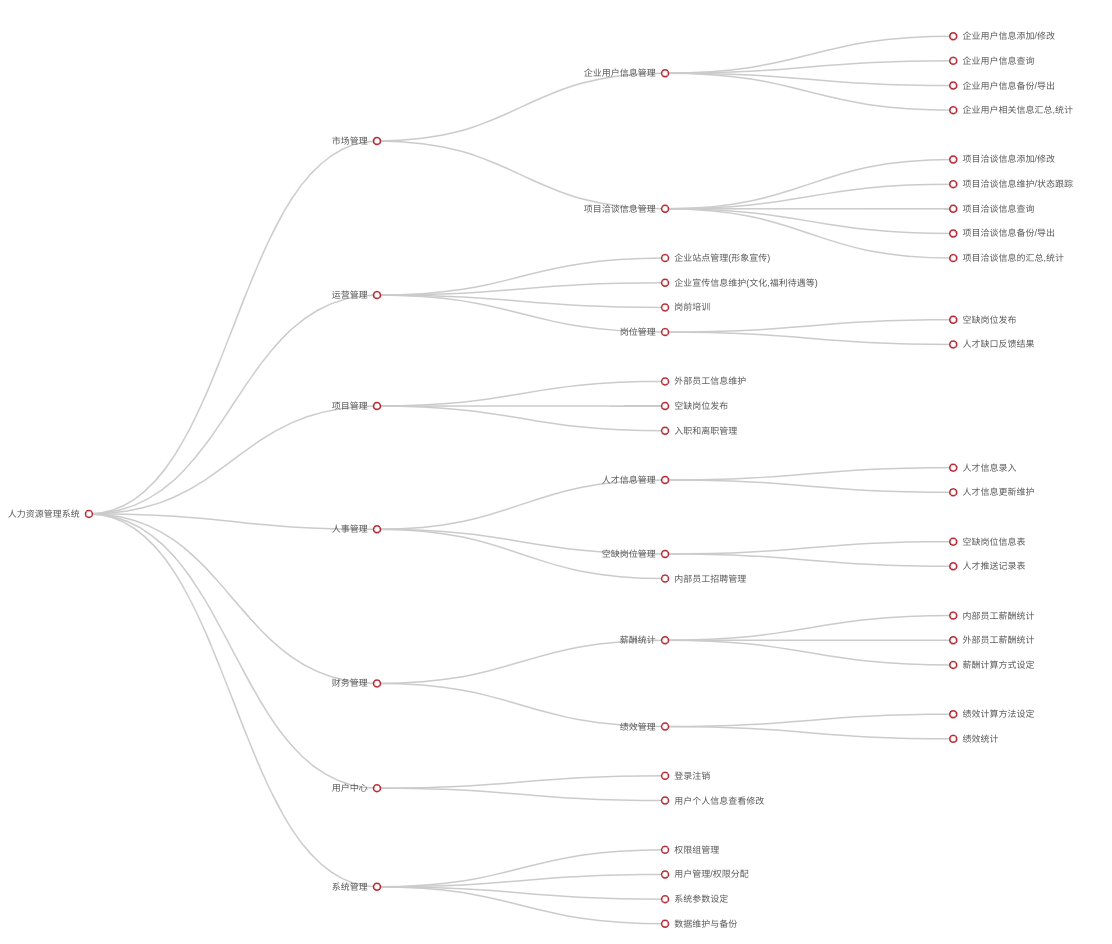 人力资源管理系统
市场管理
企业用户信息管理
企业用户信息添加/修改
企业用户信息查询
企业用户信息备份/导出
企业用户相关信息汇总,统计
项目洽谈信息管理
项目洽谈信息添加/修改
项目洽谈信息维护/状态跟踪
项目洽谈信息查询
项目洽谈信息备份/导出
项目洽谈信息的汇总,统计
运营管理
企业站点管理(形象宣传)
企业宣传信息维护(文化,福利待遇等)
岗前培训
岗位管理
空缺岗位发布
人才缺口反馈结果
项目管理
外部员工信息维护
空缺岗位发布
入职和离职管理
人事管理
人才信息管理
人才信息录入
人才信息更新维护
空缺岗位管理
空缺岗位信息表
人才推送记录表
内部员工招聘管理
财务管理
薪酬统计
内部员工薪酬统计
外部员工薪酬统计
薪酬计算方式设定
绩效管理
绩效计算方法设定
绩效统计
用户中心
登录注销
用户个人信息查看修改
系统管理
权限组管理
用户管理/权限分配
系统参数设定
数据维护与备份